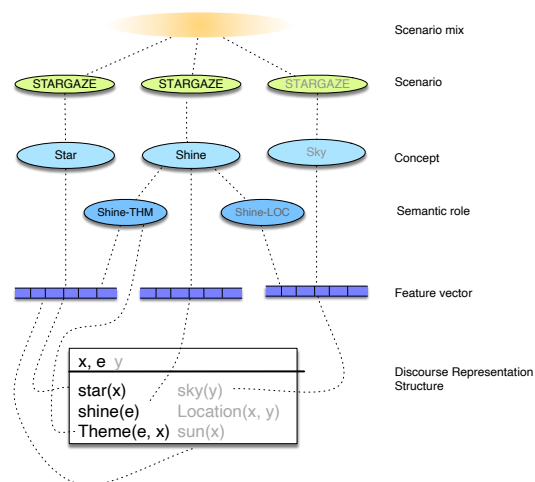 Scenario mix
STARGAZE STARGAZE STARGAZE Scenario
Star Shine Sky Concept
Shine-THM Shine-LOC Semantic role
Feature vector
x, e y
Discourse Representation
Structure
star(x) sky(y)
shine(e) Location(x, y)
Theme(e, x) sun(x)